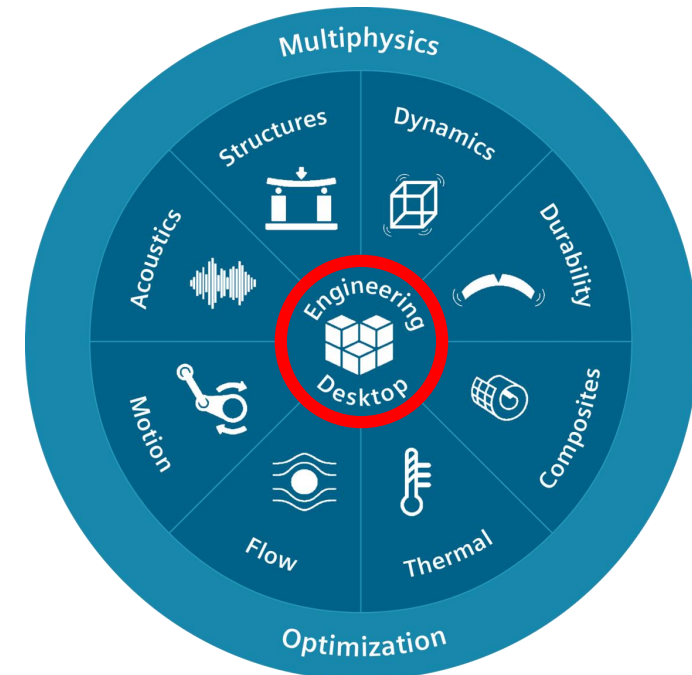 Multiphysics
Structures
Dynamics
Acoustics
Durability
Engineering
Desktop
Motion
Composites
Flow
Thermal
Optimization